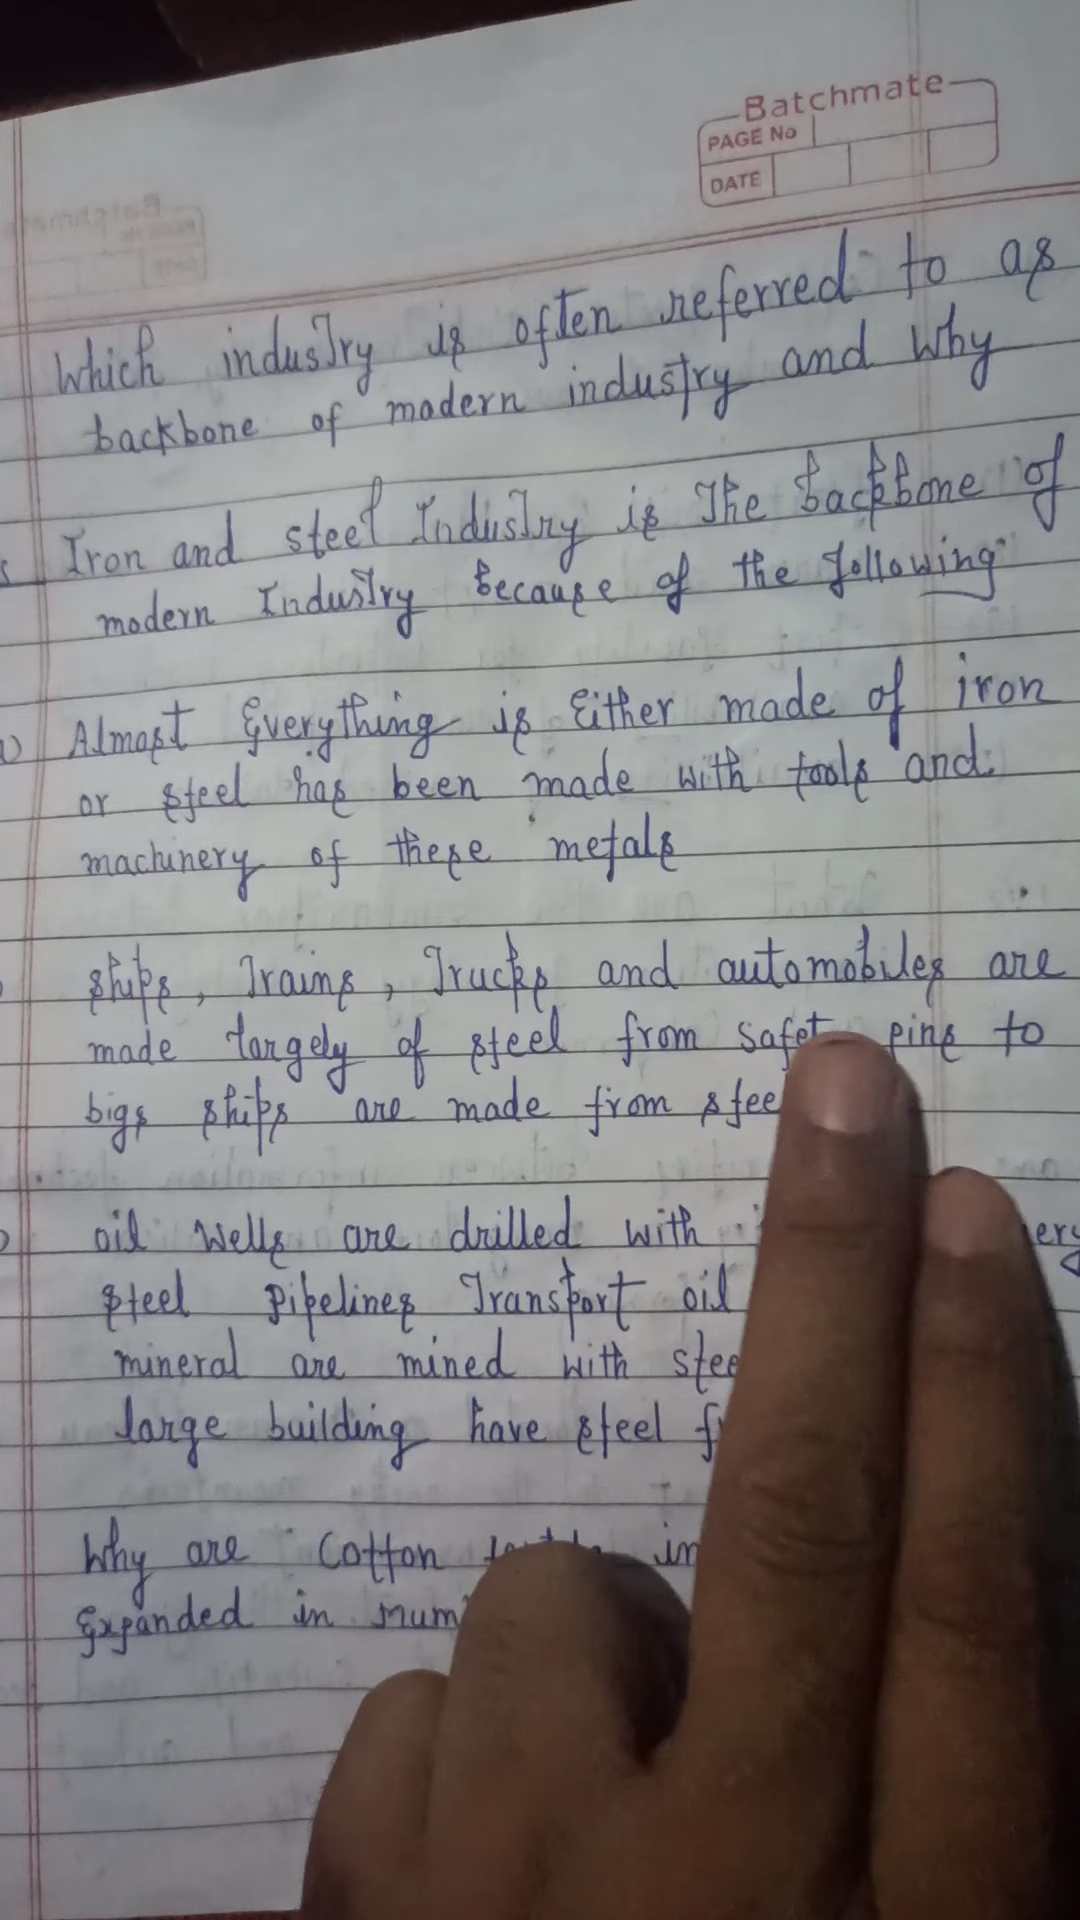 Batchmate
PAGE No
DATE
Which industry is often referred to as
backbone of modern industry and Why
Iron and steel Industry is The backbone of
modern Industry because of the following
Almost Everything is Either made of iron
or steel has been made with tools and
machinery of these metals
ships, Trains, Trucks and automobiles are
made largely of steel from pins to
bigs ships are made from
oil wells are drilled with
steel Pipelines Transport oil
mineral are mined with
large building have steel
Why are Cotton
Expanded in